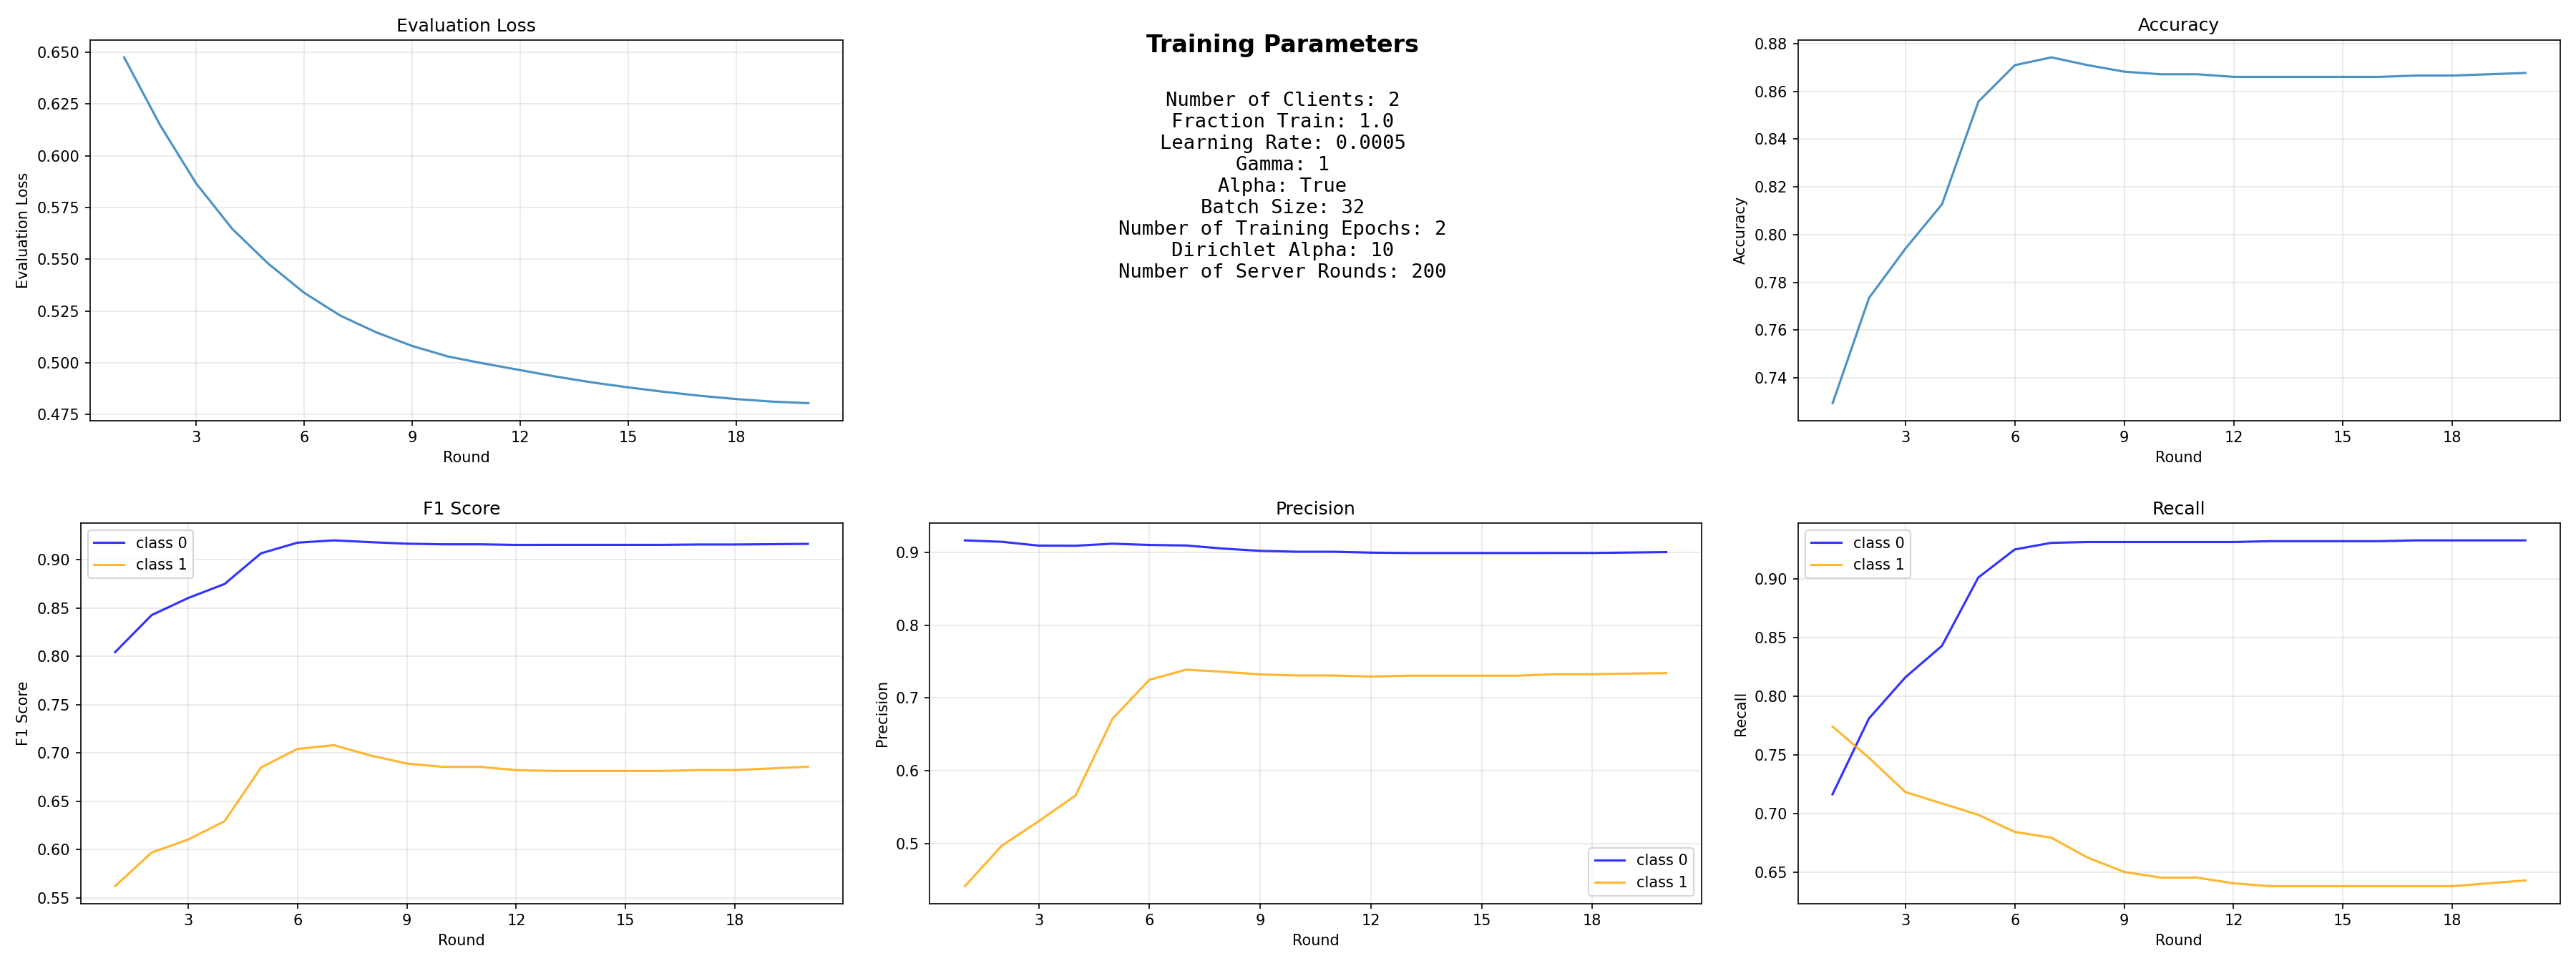 Evaluation Loss
0.650
0.625
0.600
0.575
0.550
0.525
0.500
0.475
Evaluation Loss
3 6 9 12 15 18
Round
Training Parameters
Number of Clients: 2
Fraction Train: 1.0
Learning Rate: 0.0005
Gamma: 1
Alpha: True
Batch Size: 32
Number of Training Epochs: 2
Dirichlet Alpha: 10
Number of Server Rounds: 200
Accuracy
0.88
0.86
0.84
0.82
0.80
0.78
0.76
0.74
Accuracy
3 6 9 12 15 18
Round
F1 Score
class 0
class 1
0.90
0.85
0.80
0.75
0.70
0.65
0.60
0.55
F1 Score
3 6 9 12 15 18
Round
Precision
0.9
0.8
0.7
0.6
0.5
Precision
class 0
class 1
3 6 9 12 15 18
Round
Recall
class 0
class 1
0.90
0.85
0.80
0.75
0.70
0.65
Recall
3 6 9 12 15 18
Round